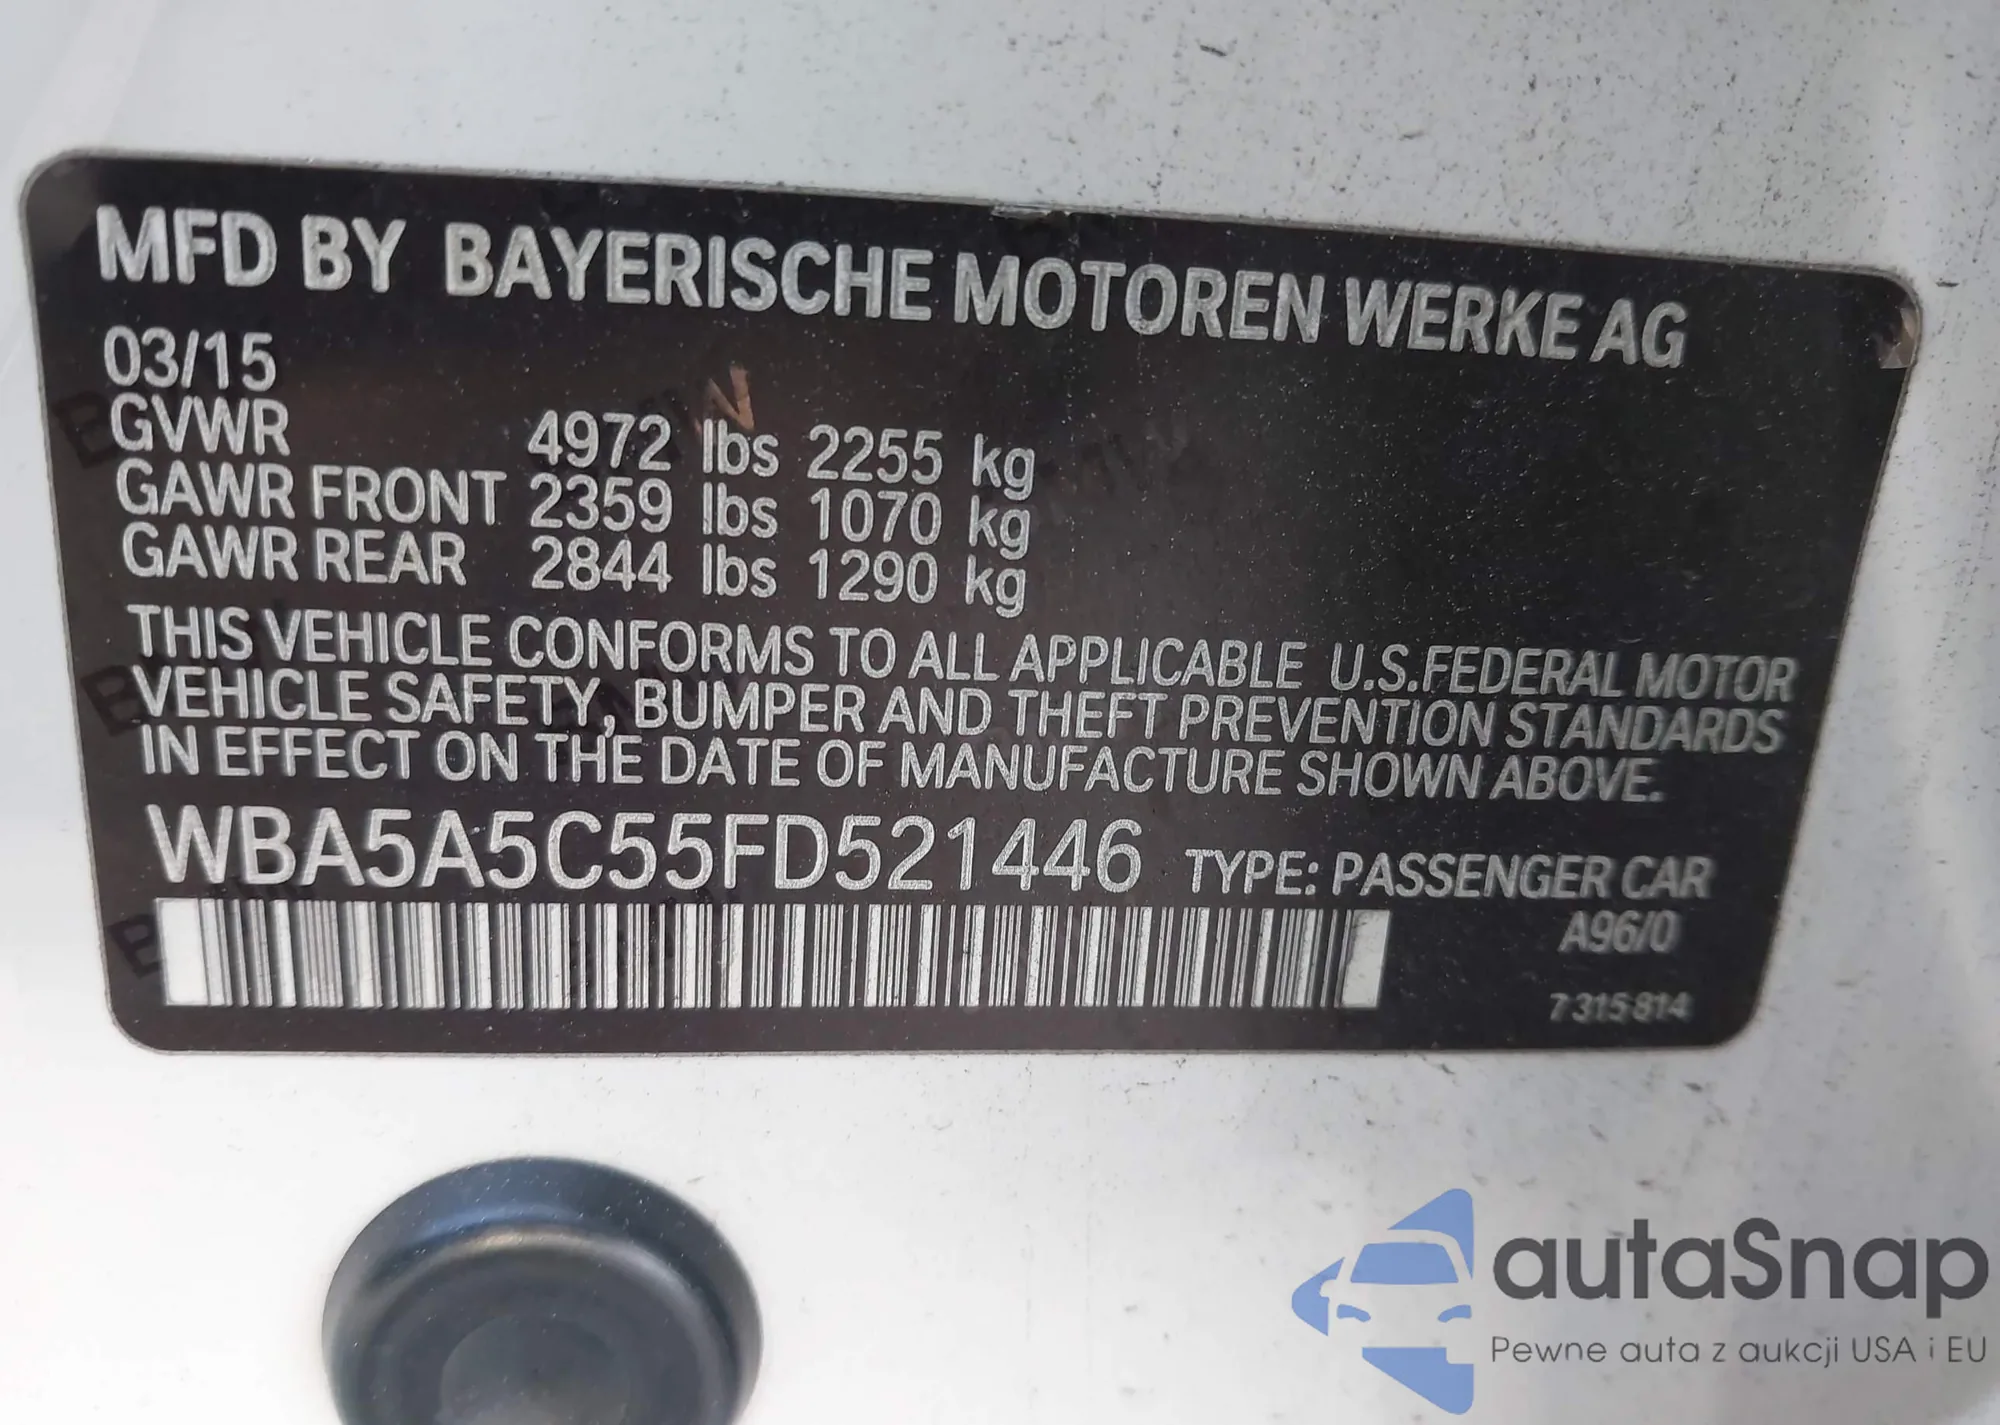 MFD BY BAYERISCHE MOTOREN WERKE AG
03/15
GVWR 4972 lbs 2255 kg
GAWR FRONT 2359 lbs 1070 kg
GAWR REAR 2844 lbs 1290 kg
THIS VEHICLE CONFORMS TO ALL APPLICABLE U.S.FEDERAL MOTOR
VEHICLE SAFETY, BUMPER AND THEFT PREVENTION STANDARDS
IN EFFECT ON THE DATE OF MANUFACTURE SHOWN ABOVE.
WBA5A5C55FD521446 TYPE: PASSENGER CAR
A96/0
7 315 814
autaSnap
Pewne auta z aukcji USA i EU